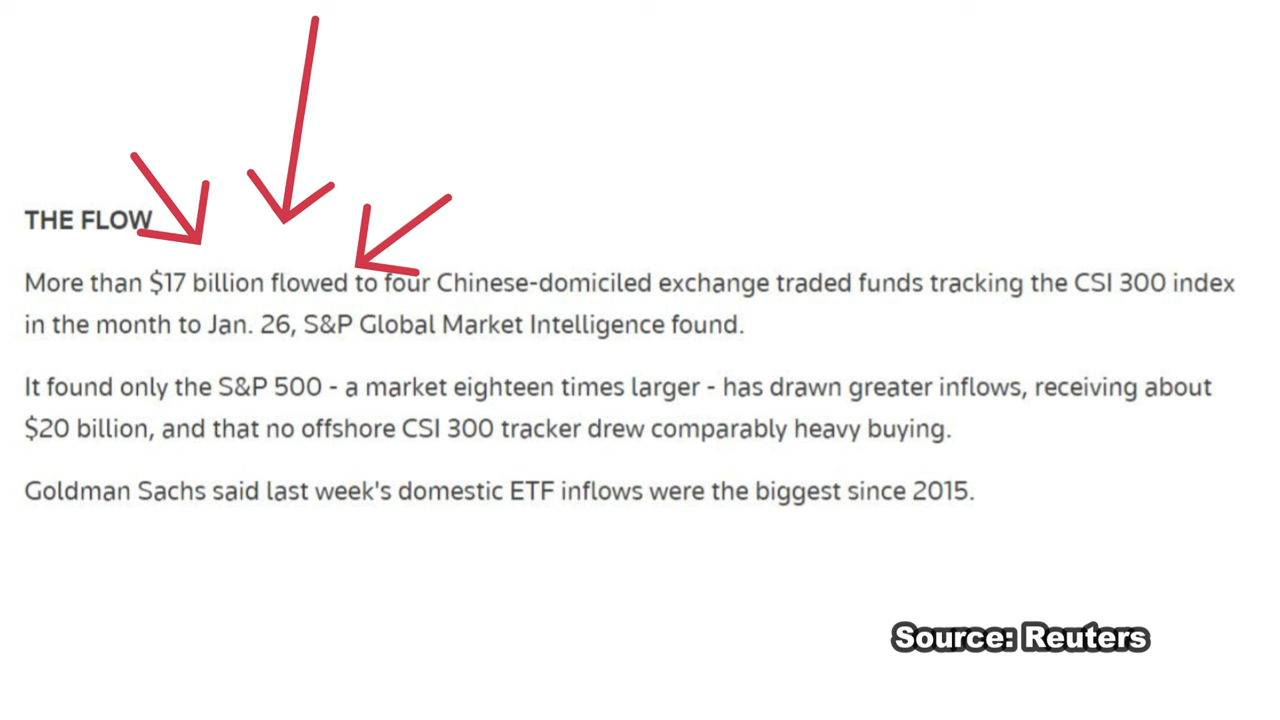 THE FLOW
More than $17 billion flowed to four Chinese-domiciled exchange traded funds tracking the CSI 300 index
in the month to Jan. 26, S&P Global Market Intelligence found.
It found only the S&P 500 - a market eighteen times larger - has drawn greater inflows, receiving about
$20 billion, and that no offshore CSI 300 tracker drew comparably heavy buying.
Goldman Sachs said last week's domestic ETF inflows were the biggest since 2015.
Source: Reuters